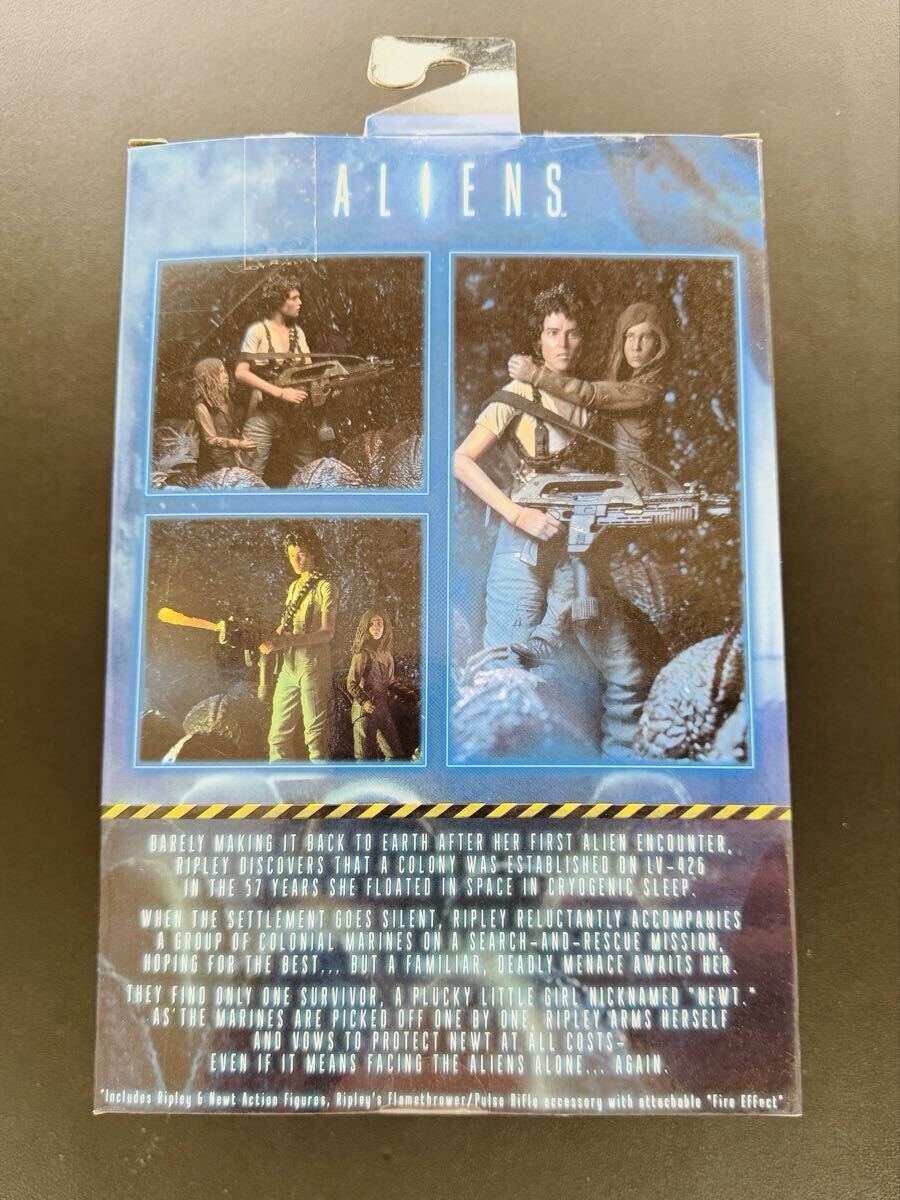 ALIENS™
BARELY MAKING IT BACK TO EARTH AFTER HER FIRST ALIEN ENCOUNTER,
RIPLEY DISCOVERS THAT A COLONY WAS ESTABLISHED ON LV-426
IN THE 57 YEARS SHE FLOATED IN SPACE IN CRYOGENIC SLEEP.
WHEN THE SETTLEMENT GOES SILENT, RIPLEY RELUCTANTLY ACCOMPANIES
A GROUP OF COLONIAL MARINES ON A SEARCH-AND-RESCUE MISSION,
HOPING FOR THE BEST... BUT A FAMILIAR, DEADLY MENACE AWAITS HER.
THEY FIND ONLY ONE SURVIVOR, A PLUCKY LITTLE GIRL NICKNAMED "NEWT."
AS THE MARINES ARE PICKED OFF ONE BY ONE, RIPLEY ARMS HERSELF
AND VOWS TO PROTECT NEWT AT ALL COSTS-
EVEN IF IT MEANS FACING THE ALIENS ALONE... AGAIN.
*Includes Ripley & Newt Action Figures, Ripley's Flamethrower/Pulse Rifle accessory with attachable "Fire Effect"